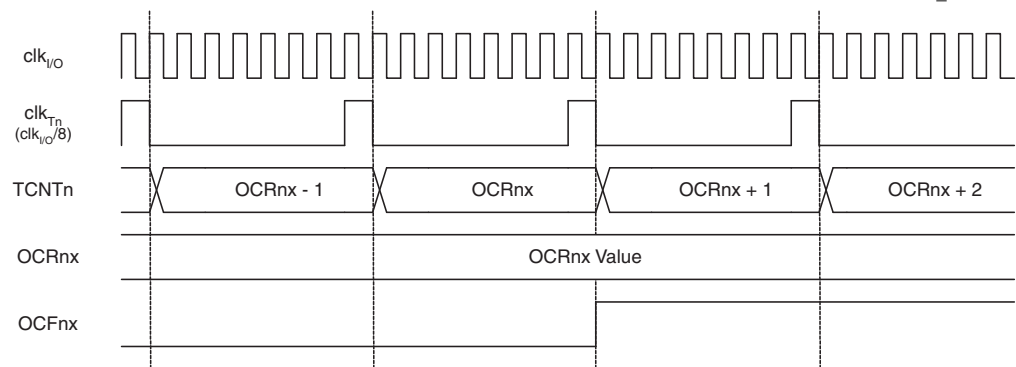 clkI/O
clkTn
(clkI/O/8)
TCNTn
OCRnx - 1
OCRnx
OCRnx + 1
OCRnx + 2
OCRnx
OCRnx Value
OCFnx